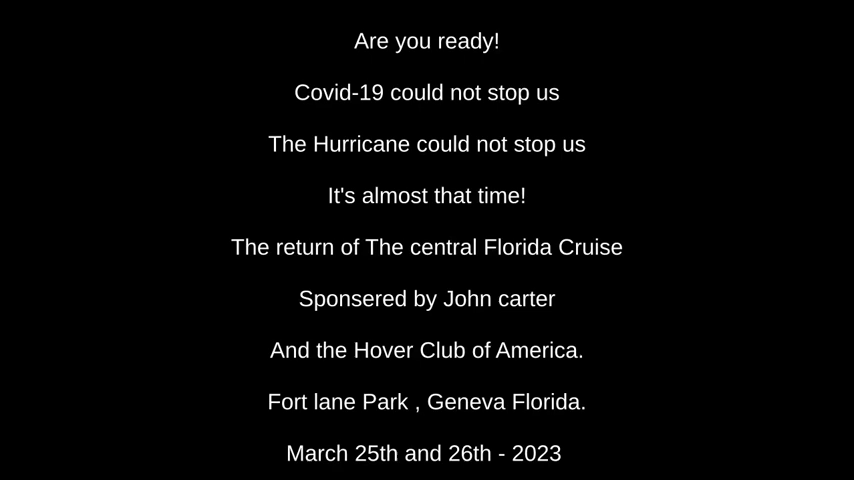 Are you ready!
Covid-19 could not stop us
The Hurricane could not stop us
It's almost that time!
The return of The central Florida Cruise
Sponsered by John carter
And the Hover Club of America.
Fort lane Park , Geneva Florida.
March 25th and 26th - 2023